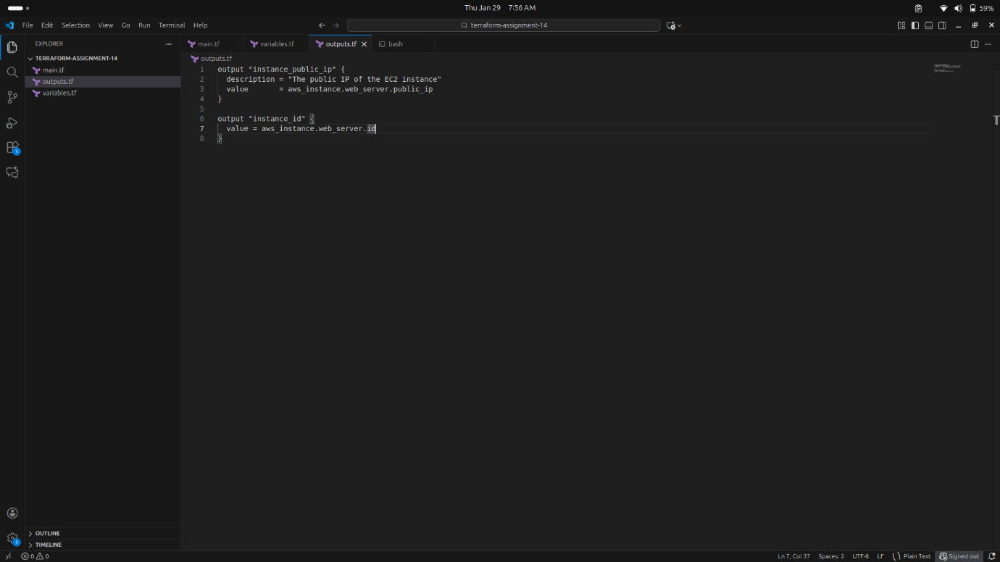 Thu Jan 29 7:56 AM
59%
File Edit Selection View Go Run Terminal Help
terraform-assignment-14
EXPLORER
TERRAFORM-ASSIGNMENT-14
main.tf
outputs.tf
variables.tf
main.tf variables.tf outputs.tf bash
outputs.tf
1 output "instance_public_ip" {
2 description = "The public IP of the EC2 instance"
3 value       = aws_instance.web_server.public_ip
4 }
5
6 output "instance_id" {
7 value = aws_instance.web_server.id
8 }
1
1
OUTLINE
TIMELINE
0 0
Ln 7, Col 37 Spaces: 2 UTF-8 LF Plain Text Signed out